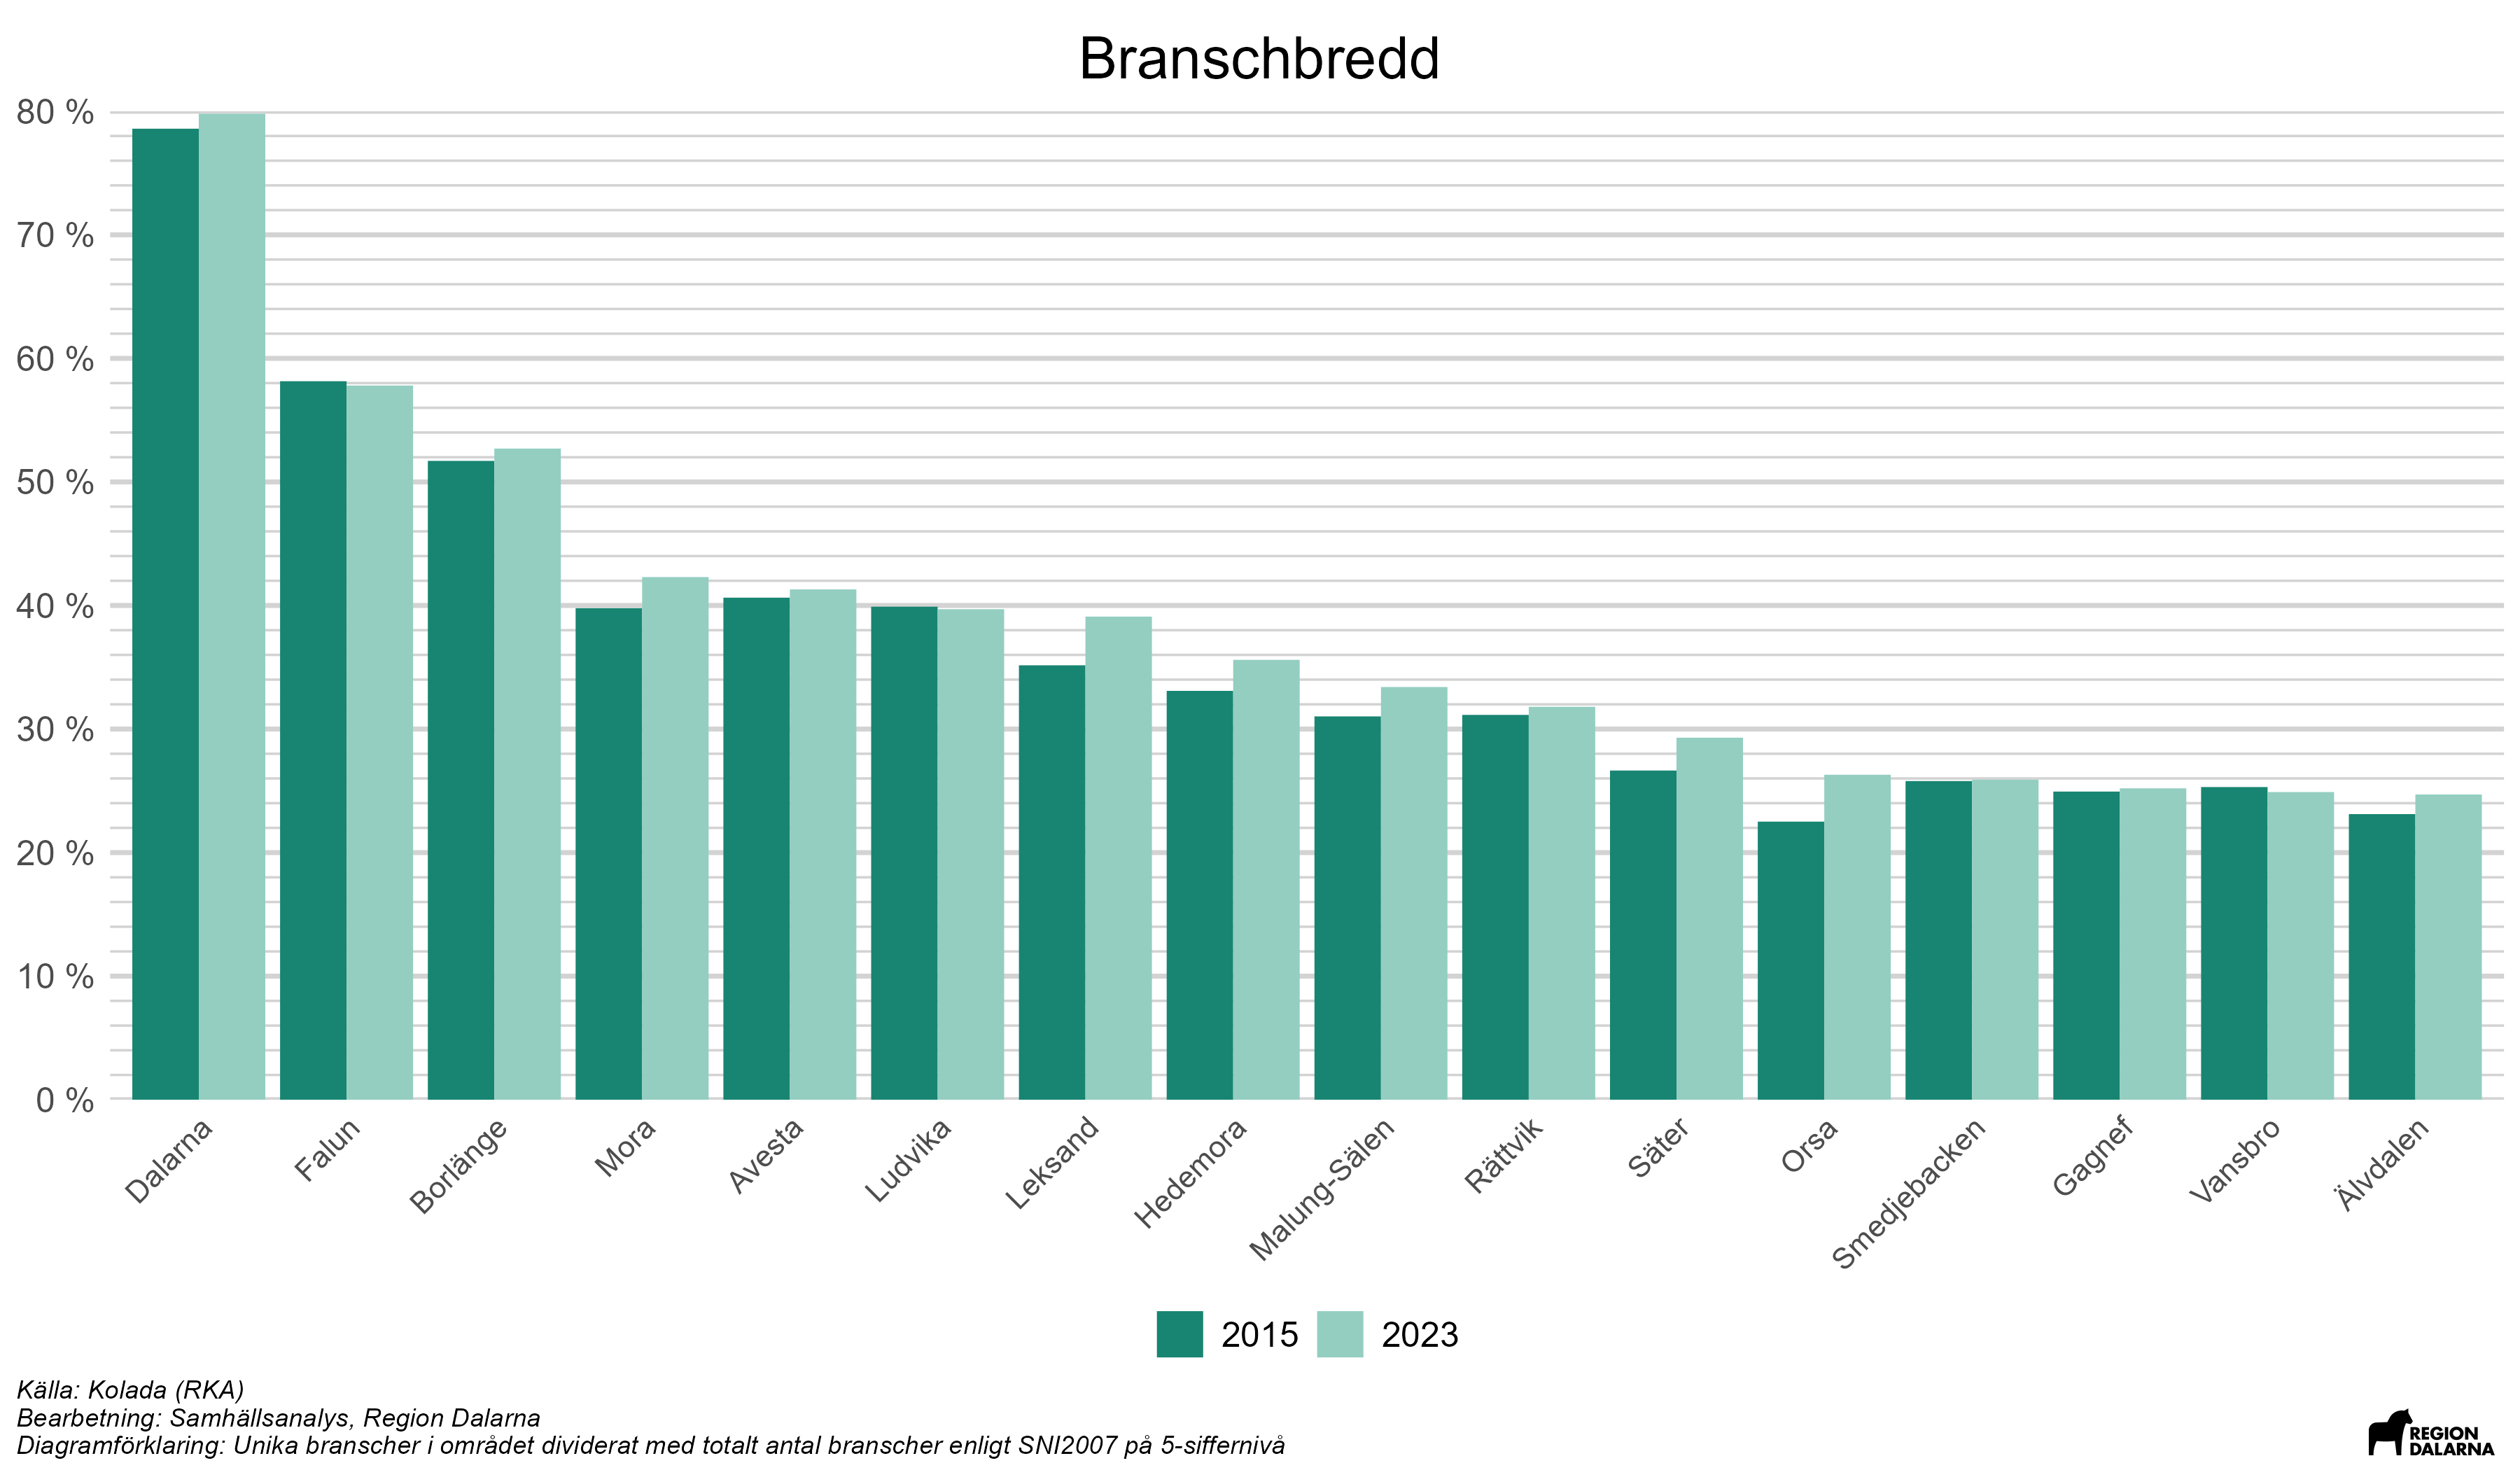 Branschbredd
80 %
70 %
60 %
50 %
40 %
30 %
20 %
10 %
0 %
Dalarna
Falun
Borlänge
Mora
Avesta
Ludvika
Leksand
Hedemora
Malung-Sälen
Rättvik
Säter
Orsa
Smedjebacken
Gagnef
Vansbro
Älvdalen
2015
2023
Källa: Kolada (RKA)
Bearbetning: Samhällsanalys, Region Dalarna
Diagramförklaring: Unika branscher i området dividerat med totalt antal branscher enligt SNI2007 på 5-siffernivå
REGION
DALARNA